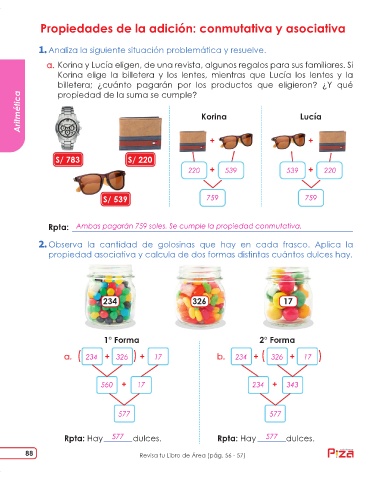 Propiedades de la adición: conmutativa y asociativa
1. Analiza la siguiente situación problemática y resuelve.
a. Korina y Lucía eligen, de una revista, algunos regalos para sus familiares. Si
Korina elige la billetera y los lentes, mientras que Lucía los lentes y la
billetera; ¿cuánto pagarán por los productos que eligieron? ¿Y qué
propiedad de la suma se cumple?
Aritmética
Korina Lucía
+ +
S/ 783 S/ 220
220 + 539 539 + 220
S/ 539 759 759
Rpta: Ambas pagarán 759 soles. Se cumple la propiedad conmutativa.
2. Observa la cantidad de golosinas que hay en cada frasco. Aplica la
propiedad asociativa y calcula de dos formas distintas cuántos dulces hay.
234 326 17
1° Forma 2° Forma
a. ( 234 + 326 ) + 17 b. 234 + ( 326 + 17 )
560 + 17 234 + 343
577 577
Rpta: Hay 577 dulces. Rpta: Hay 577 dulces.
88 Revisa tu Libro de Área (pág. 56 - 57) Piza